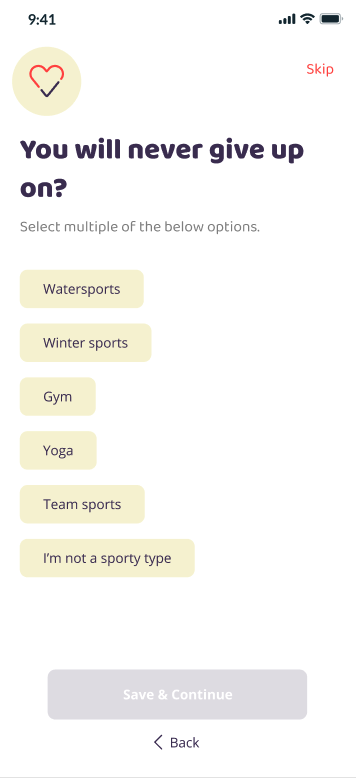 9:41
Skip
You will never give up
on?
Select multiple of the below options.
Watersports
Winter sports
Gym
Yoga
Team sports
I'm not a sporty type
Save & Continue
Back